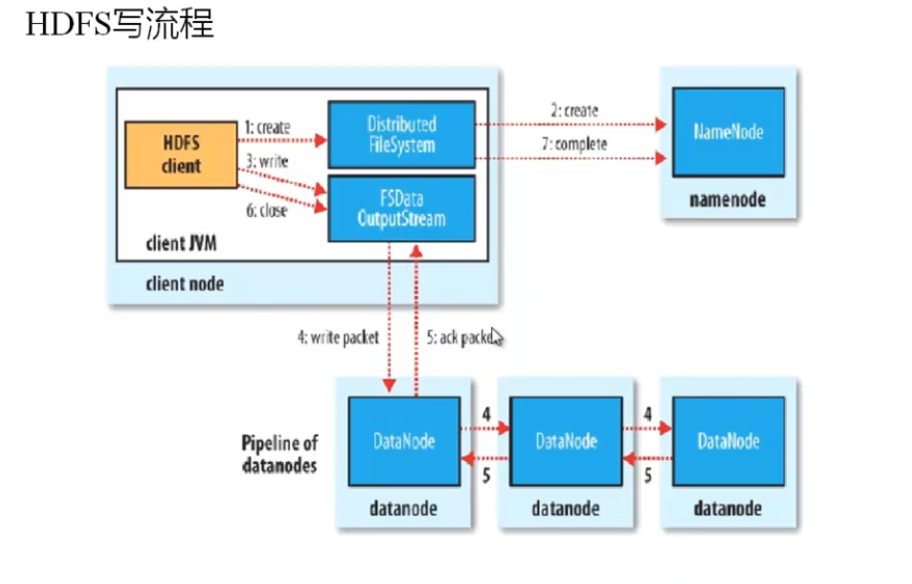 HDFS写流程
HDFS
client
1: create
3: write
6: close
Distributed
FileSystem
FSData
OutputStream
client JVM
client node
2: create
7: complete
NameNode
namenode
4: write packet
5: ack packet
Pipeline of
datanodes
DataNode
datanode
4
5
DataNode
datanode
4
5
DataNode
datanode